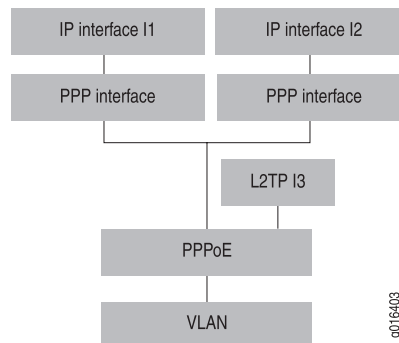 IP interface I1
IP interface I2
PPP interface
PPP interface
L2TP I3
PPPoE
VLAN
g016403